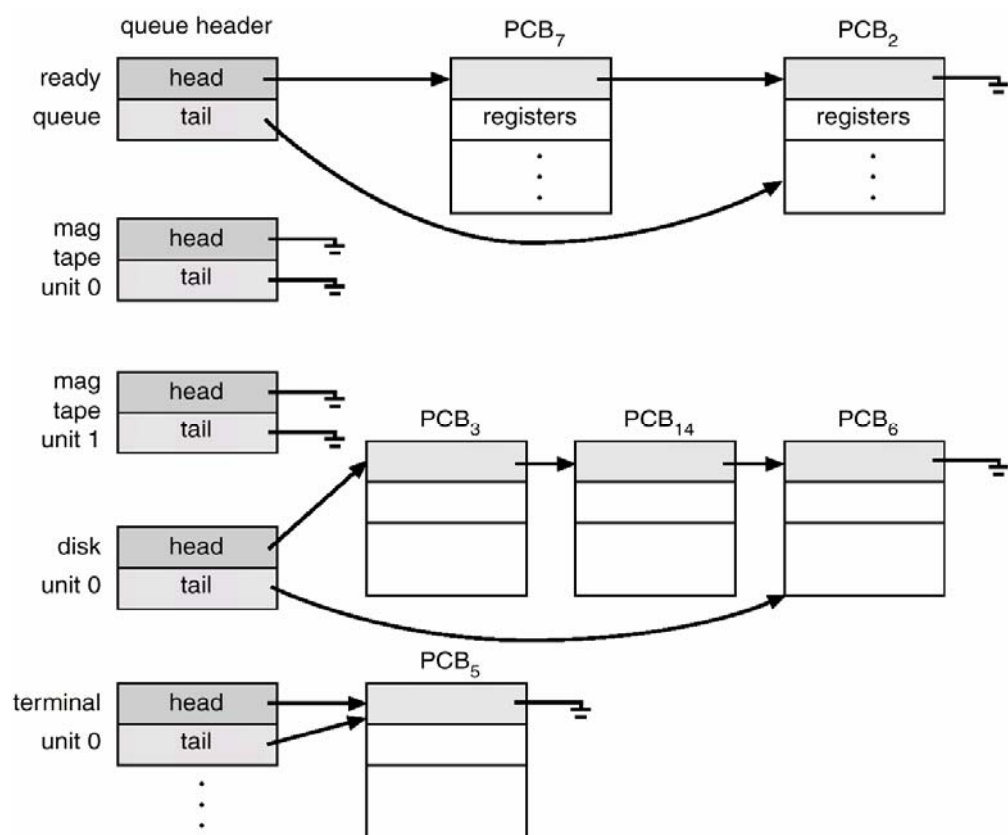 queue header
PCB7
PCB2
ready
queue
head
tail
registers
registers
mag
tape
unit 0
head
tail
mag
tape
unit 1
head
tail
PCB3
PCB14
PCB6
disk
unit 0
head
tail
PCB5
terminal
unit 0
head
tail